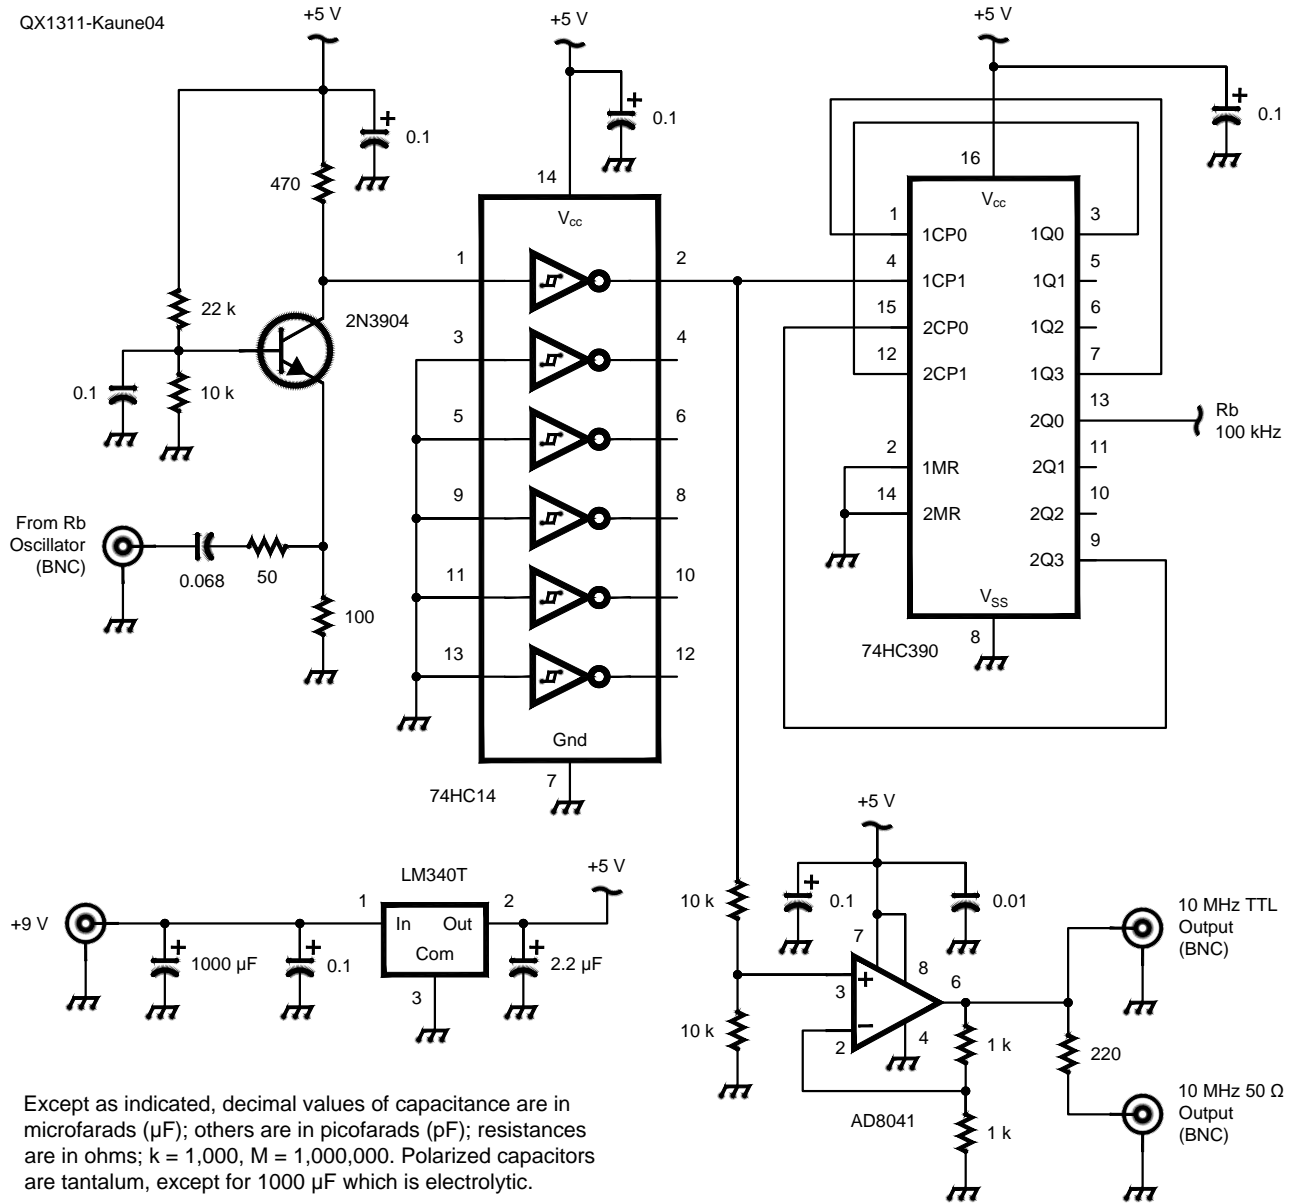 QX1311-Kaune04
+5 V
+5 V
+5 V
0.1
0.1
0.1
470
14
16
Vcc
Vcc
22 k
2N3904
0.1
10 k
1
2
3
4
5
6
9
8
11
10
13
12
Gnd
7
74HC14
1
1CP0
4
1CP1
15
2CP0
12
2CP1
2
1MR
14
2MR
3
1Q0
5
1Q1
6
1Q2
7
1Q3
13
2Q0
11
2Q1
10
2Q2
9
2Q3
VSS
8
74HC390
Rb
100 kHz
From Rb
Oscillator
(BNC)
0.068
50
100
LM340T
+9 V
1
2
In
Out
Com
3
+5 V
1000 µF
0.1
2.2 µF
+5 V
10 k
0.1
0.01
7
8
3
6
2
4
10 k
AD8041
1 k
1 k
220
10 MHz TTL
Output
(BNC)
10 MHz 50 Ω
Output
(BNC)
Except as indicated, decimal values of capacitance are in
microfarads (µF); others are in picofarads (pF); resistances
are in ohms; k = 1,000, M = 1,000,000. Polarized capacitors
are tantalum, except for 1000 µF which is electrolytic.